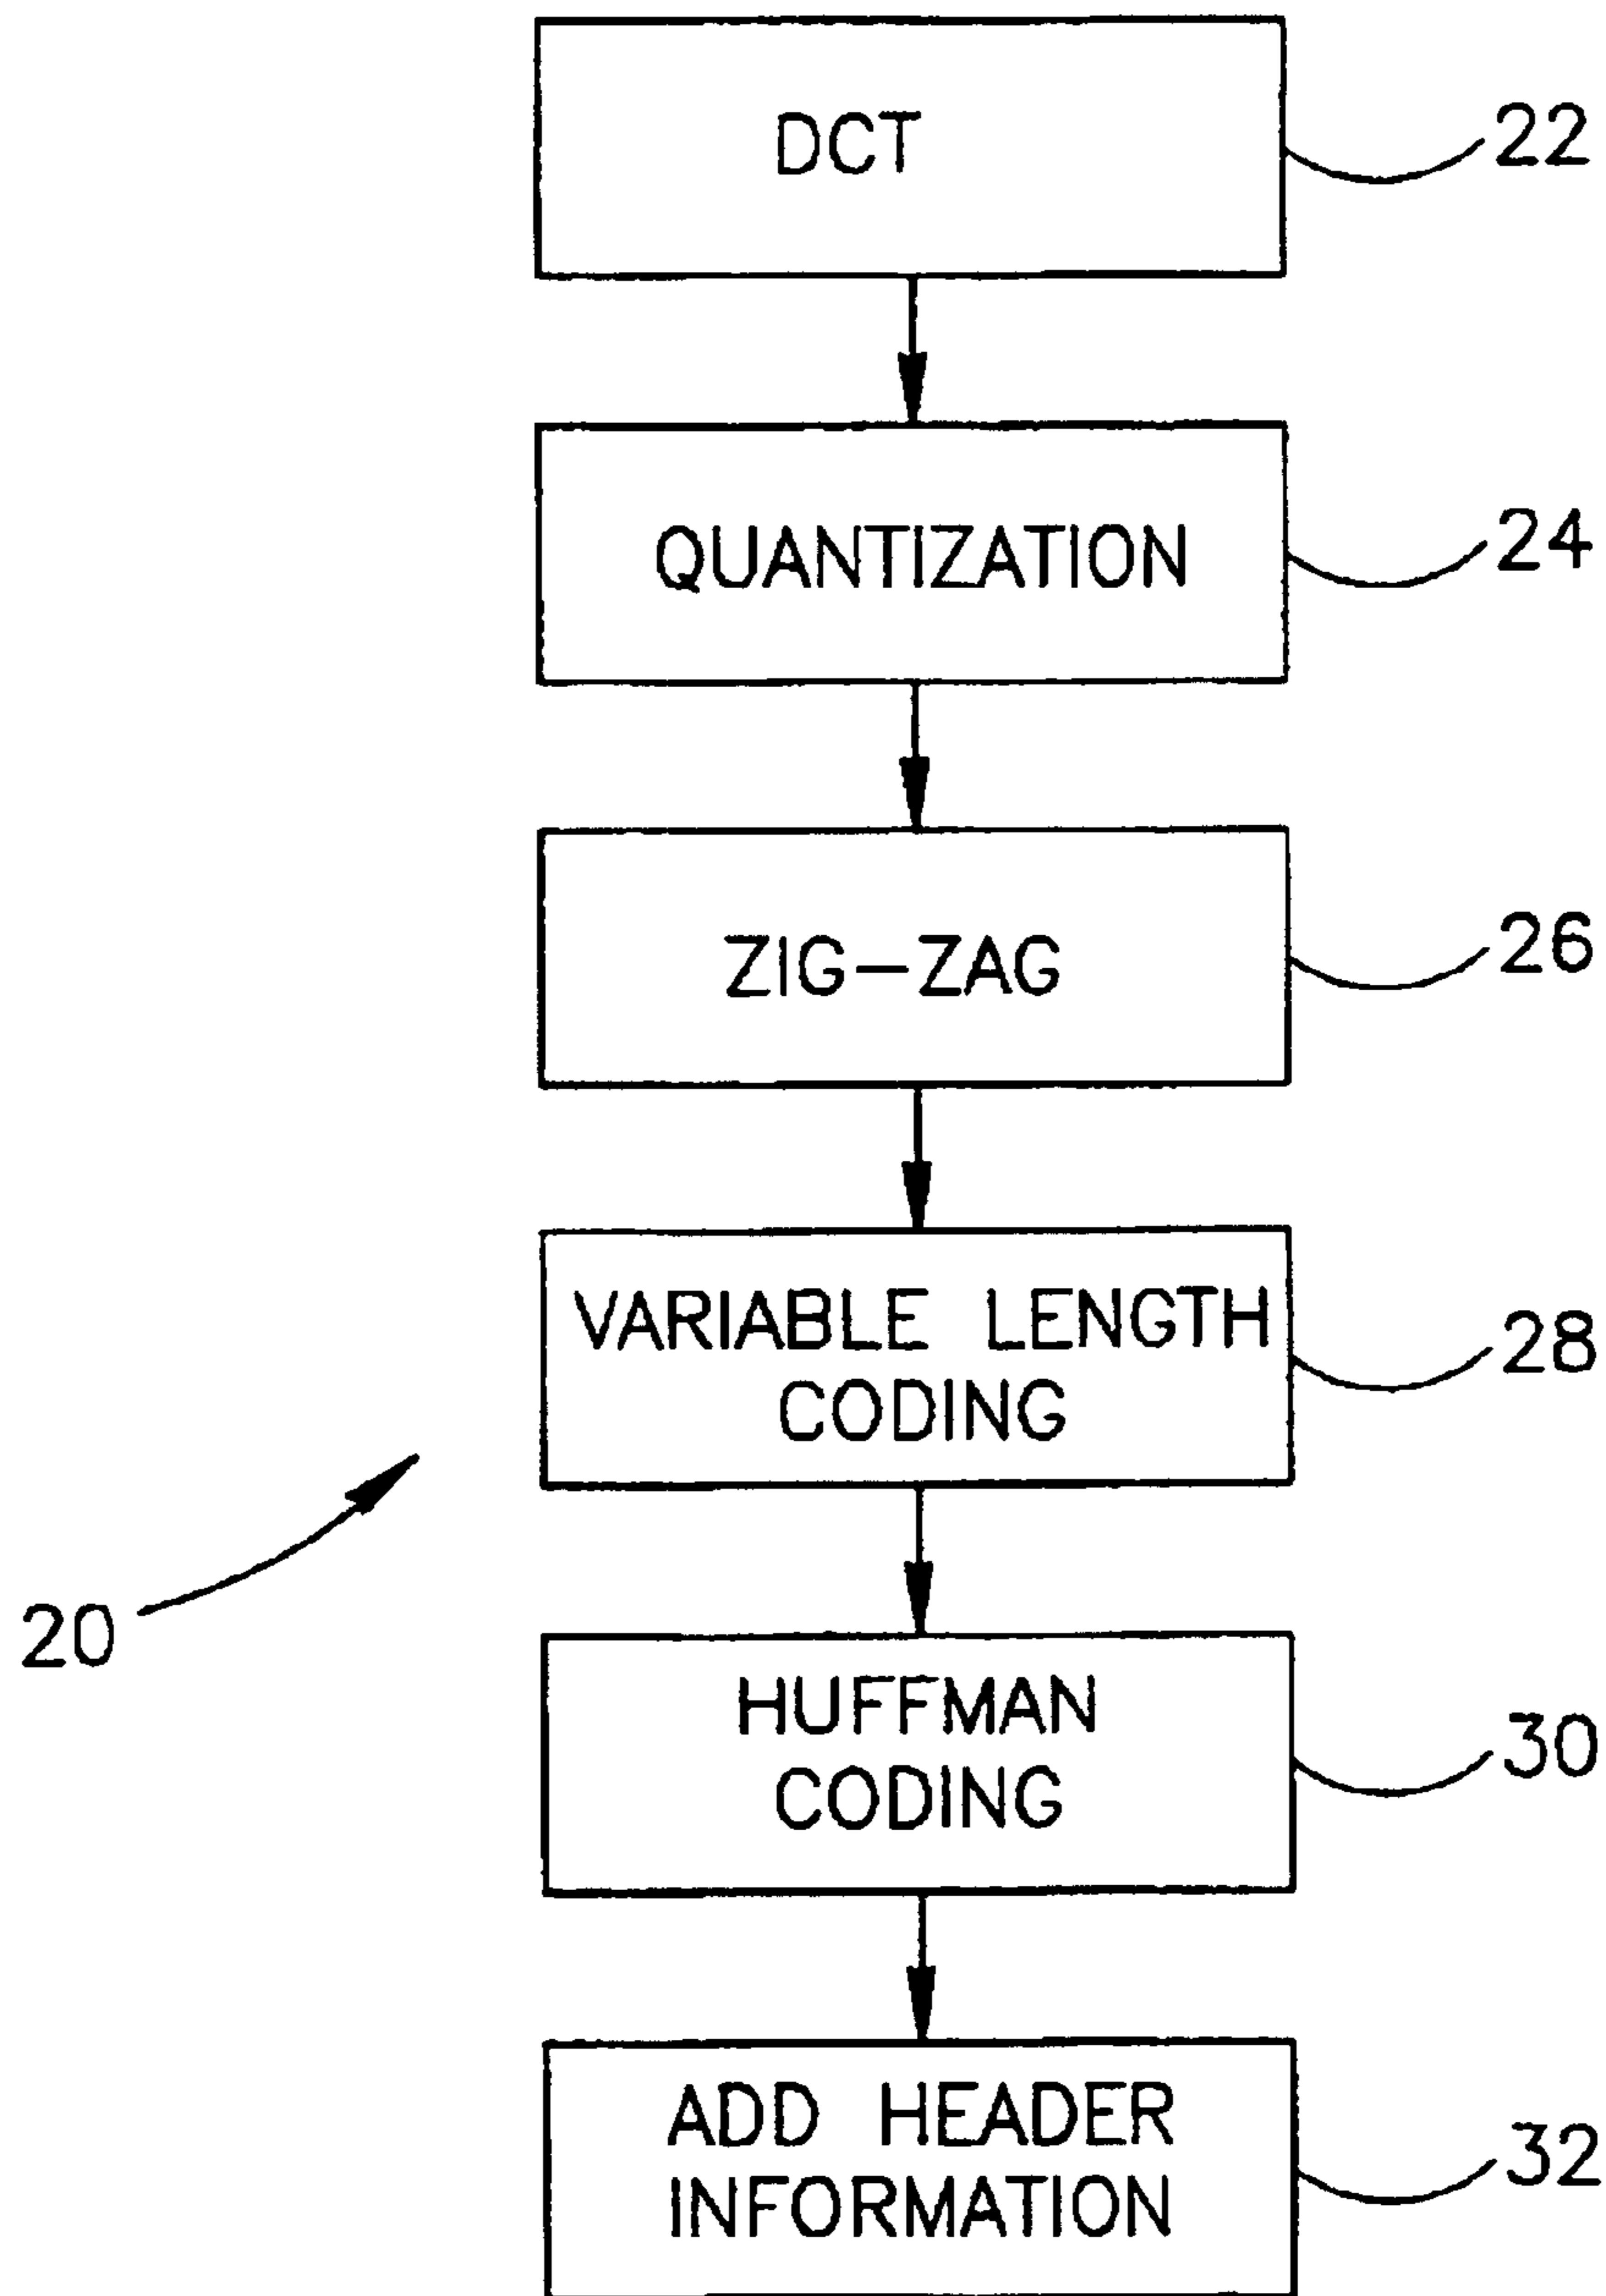 DCT
22
QUANTIZATION
24
ZIG-ZAG
26
VARIABLE LENGTH
CODING
28
20
HUFFMAN
CODING
30
ADD HEADER
INFORMATION
32